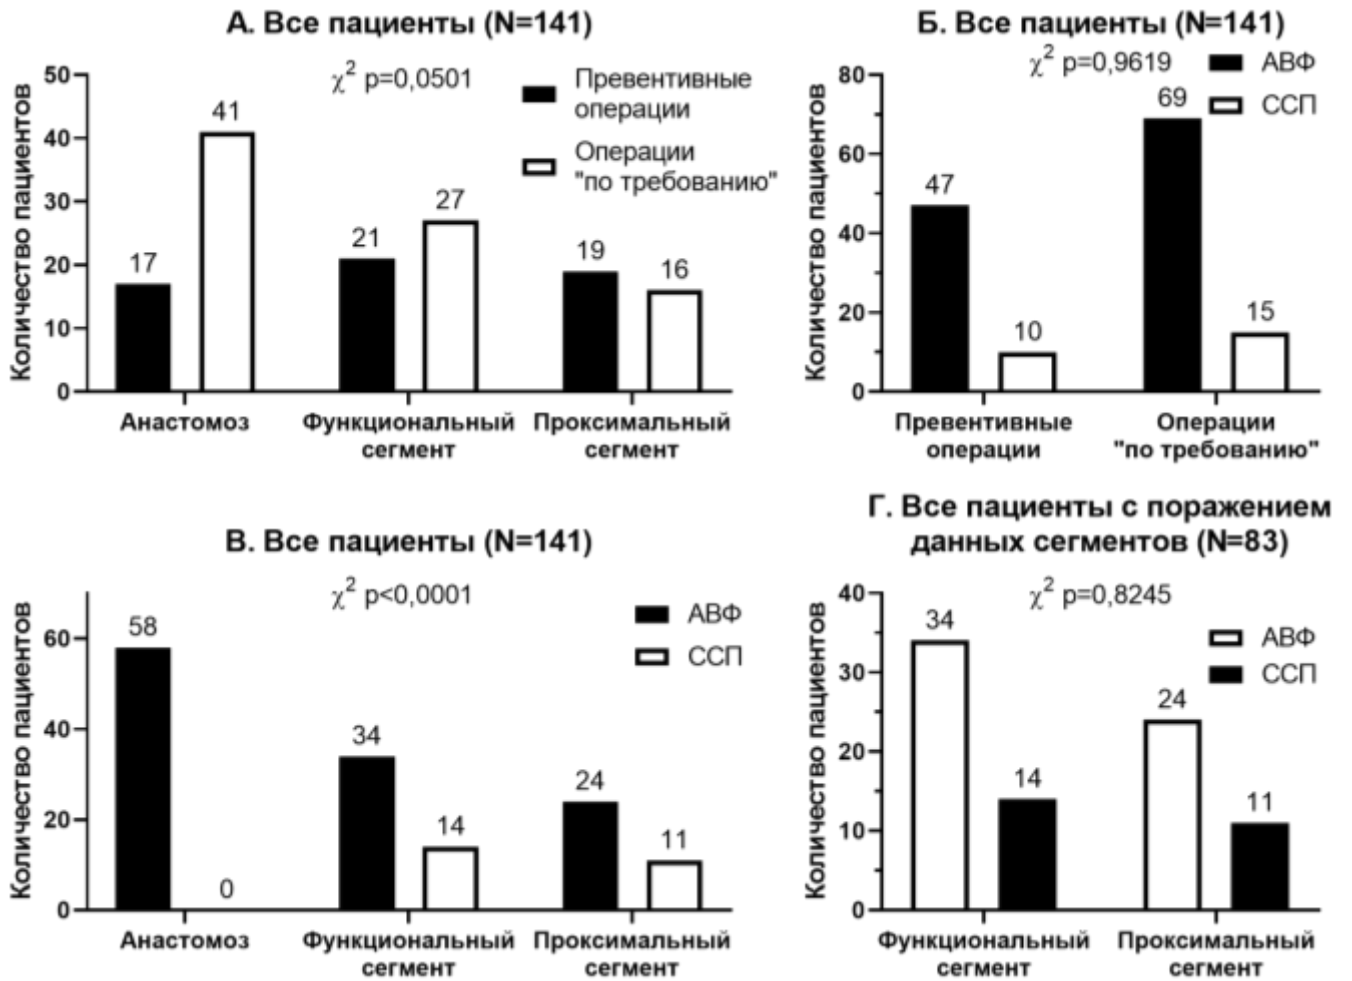 А. Все пациенты (N=141)
χ² p=0,0501
Превентивные
операции
Операции
"по требованию"
Количество пациентов
50
40
30
20
10
0
17
41
21
27
19
16
Анастомоз
Функциональный
сегмент
Проксимальный
сегмент
Б. Все пациенты (N=141)
χ² p=0,9619
АВФ
ССП
Количество пациентов
80
60
40
20
0
47
10
69
15
Превентивные
операции
Операции
"по требованию"
В. Все пациенты (N=141)
χ² p<0,0001
АВФ
ССП
Количество пациентов
60
40
20
0
58
0
34
14
24
11
Анастомоз
Функциональный
сегмент
Проксимальный
сегмент
Г. Все пациенты с поражением
данных сегментов (N=83)
χ² p=0,8245
АВФ
ССП
Количество пациентов
40
30
20
10
0
34
14
24
11
Функциональный
сегмент
Проксимальный
сегмент